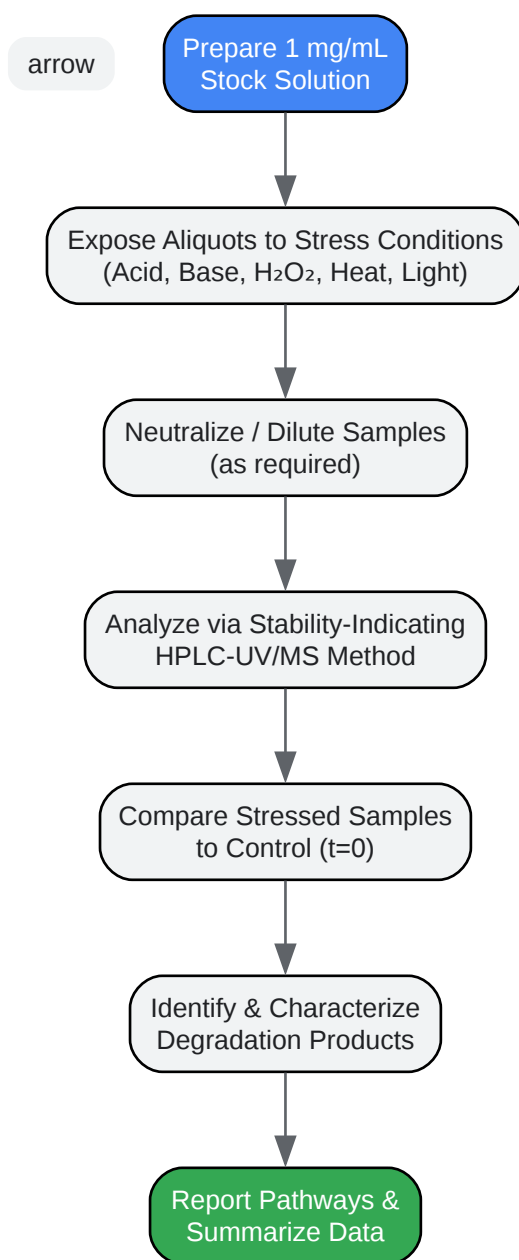 arrow
Prepare 1 mg/mL
Stock Solution
Expose Aliquots to Stress Conditions
(Acid, Base, H₂O₂, Heat, Light)
Neutralize / Dilute Samples
(as required)
Analyze via Stability-Indicating
HPLC-UV/MS Method
Compare Stressed Samples
to Control (t=0)
Identify & Characterize
Degradation Products
Report Pathways &
Summarize Data